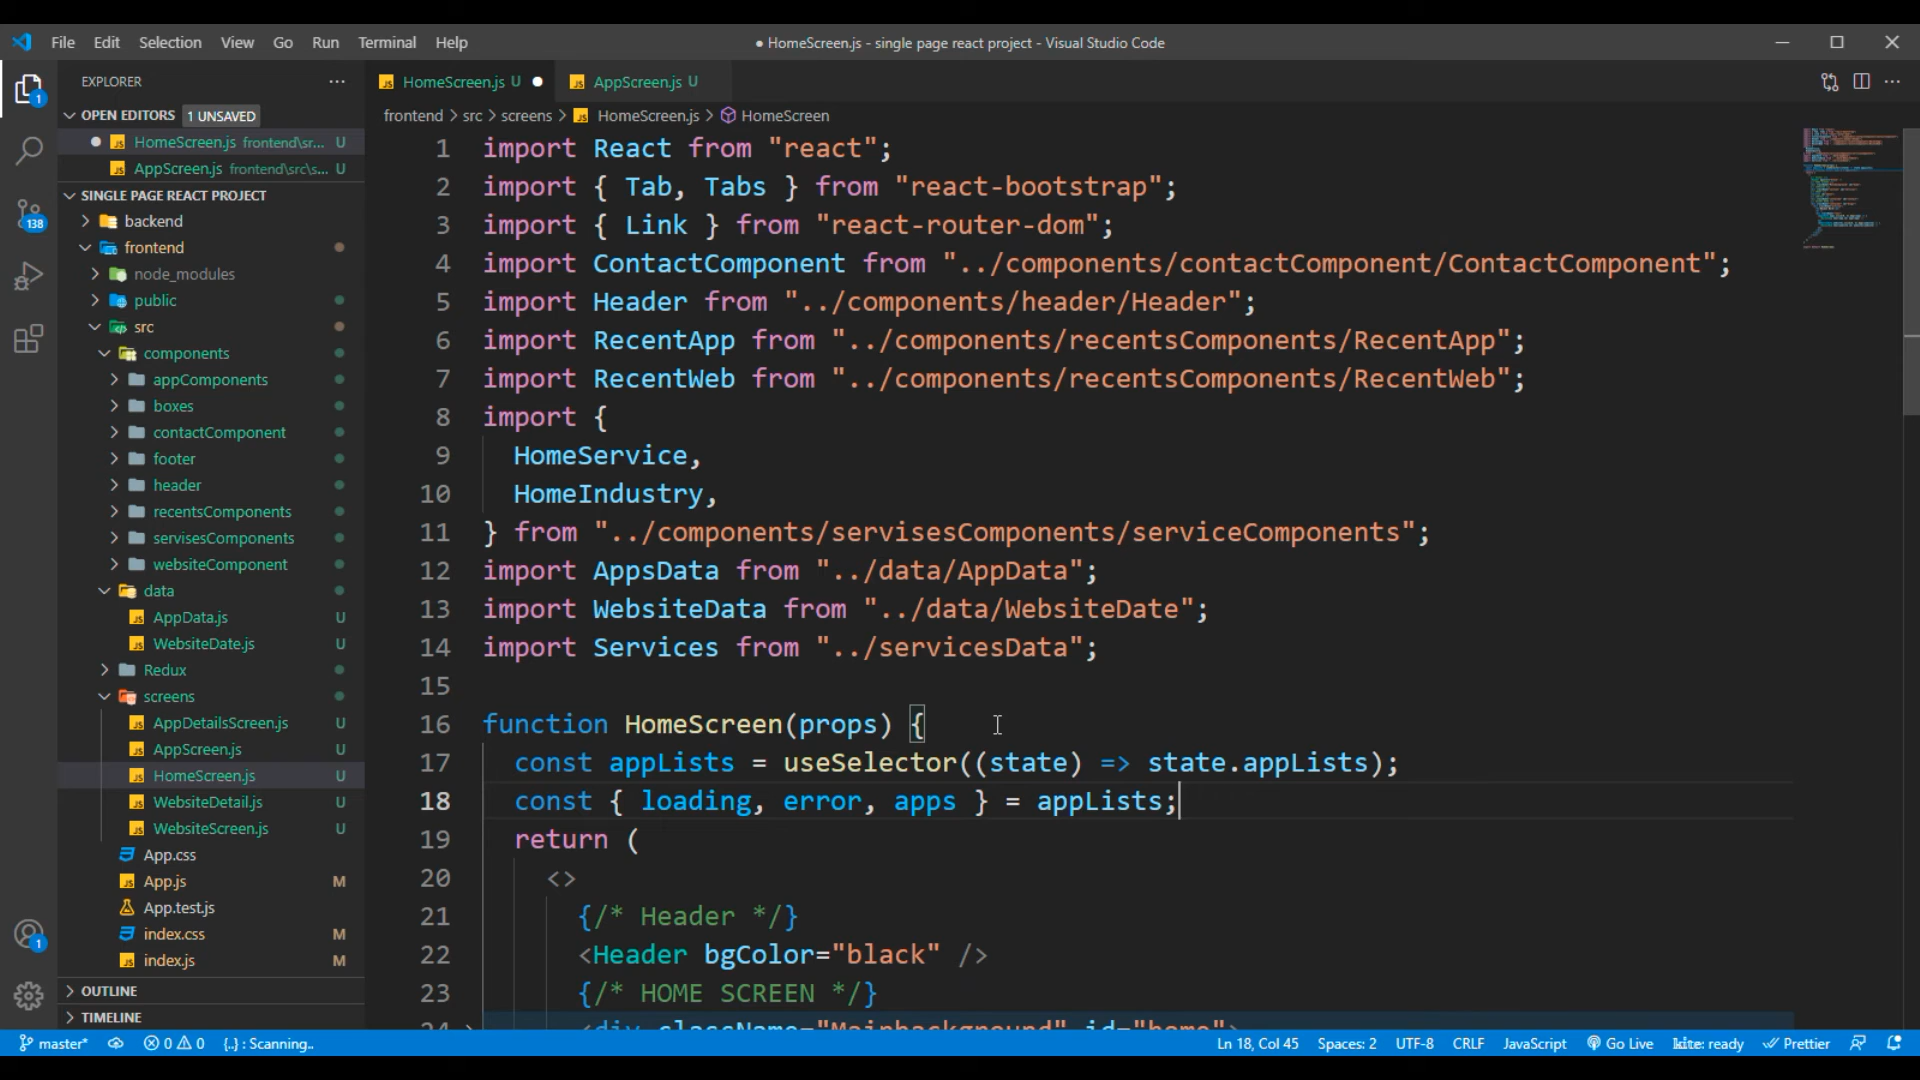 File Edit Selection View Go Run Terminal Help
● HomeScreen.js - single page react project - Visual Studio Code
EXPLORER
HomeScreen.js U
AppScreen.js U
OPEN EDITORS 1 UNSAVED
HomeScreen.js frontend\sr... U
AppScreen.js frontend\src\s... U
SINGLE PAGE REACT PROJECT
backend
frontend
node_modules
public
src
components
appComponents
boxes
contactComponent
footer
header
recentsComponents
servisesComponents
websiteComponent
data
AppData.js U
WebsiteDate.js U
Redux
screens
AppDetailsScreen.js U
AppScreen.js U
HomeScreen.js U
WebsiteDetail.js U
WebsiteScreen.js U
App.css
App.js M
App.test.js
index.css M
index.js M
OUTLINE
TIMELINE
1
138
1
frontend > src > screens > HomeScreen.js > HomeScreen
1 import React from "react";
2 import { Tab, Tabs } from "react-bootstrap";
3 import { Link } from "react-router-dom";
4 import ContactComponent from "../components/contactComponent/ContactComponent";
5 import Header from "../components/header/Header";
6 import RecentApp from "../components/recentsComponents/RecentApp";
7 import RecentWeb from "../components/recentsComponents/RecentWeb";
8 import {
9 HomeService,
10 HomeIndustry,
11 } from "../components/servisesComponents/serviceComponents";
12 import AppsData from "../data/AppData";
13 import WebsiteData from "../data/WebsiteDate";
14 import Services from "../servicesData";
15
16 function HomeScreen(props) {
17 const appLists = useSelector((state) => state.appLists);
18 const { loading, error, apps } = appLists;
19 return (
20 <>
21 {/* Header */}
22 <Header bgColor="black" />
23 {/* HOME SCREEN */}
24 <div className="Mainbackground" id="home">
master* 0 0 {..} : Scanning.. Ln 18, Col 45 Spaces: 2 UTF-8 CRLF JavaScript Go Live kite: ready Prettier